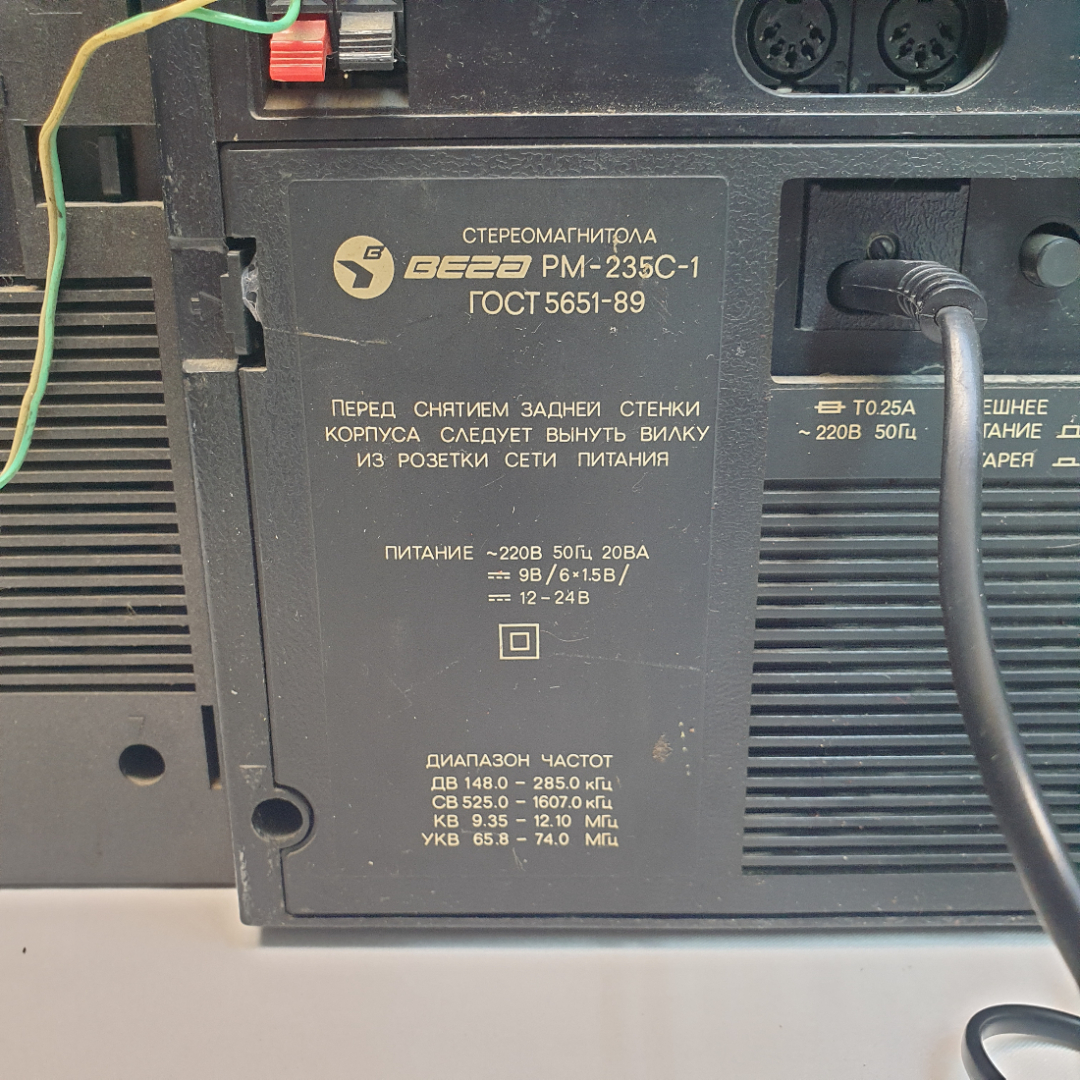 СТЕРЕОМАГНИТОЛА
В ВЕГА РМ-235С-1
ГОСТ 5651-89
ПЕРЕД СНЯТИЕМ ЗАДНЕЙ СТЕНКИ
КОРПУСА СЛЕДУЕТ ВЫНУТЬ ВИЛКУ
ИЗ РОЗЕТКИ СЕТИ ПИТАНИЯ
ПИТАНИЕ ~220В 50Гц 20ВА
9В/6×1.5В/
12-24В
ДИАПАЗОН ЧАСТОТ
ДВ 148.0 - 285.0 кГц
СВ 525.0 - 1607.0 кГц
КВ 9.35 - 12.10 МГц
УКВ 65.8 - 74.0 МГц
Т0.25А
~ 220В 50Гц
ЕШНЕЕ
ТАНИЕ
ТАРЕЯ